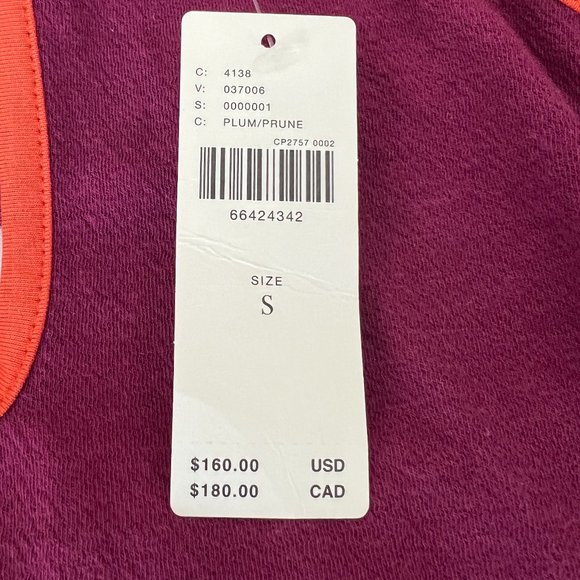 C: 4138
V: 037006
S: 0000001
C: PLUM/PRUNE
CP2757 0002
66424342
SIZE
S
$160.00 USD
$180.00 CAD